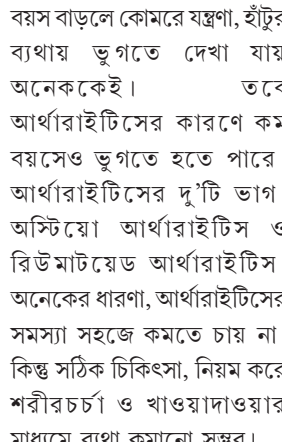 বয়স বাড়লে কোমরে যন্ত্রণা, হাঁটুর
ব্যথায় ভুগতে দেখা যায়
অনেককেই। তবে
আর্থারাইটিসের কারণে কম
বয়সেও ভুগতে হতে পারে
আর্থারাইটিসের দু’টি ভাগ
অস্টিয়ো আর্থারাইটিস ও
রিউমাটয়েড আর্থারাইটিস
অনেকের ধারণা, আর্থারাইটিসের
সমস্যা সহজে কমতে চায় না
কিন্তু সঠিক চিকিৎসা, নিয়ম করে
শরীরচর্চা ও খাওয়াদাওয়ার
মাধ্যমে ব্যথা কমানো সম্ভব।